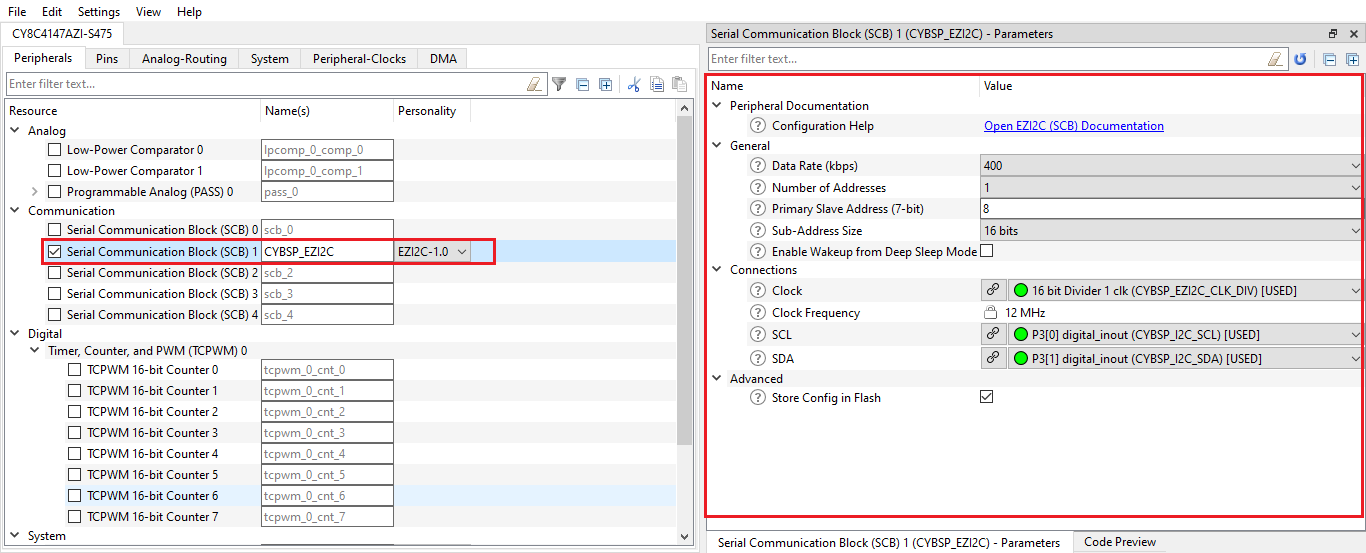 File Edit Settings View Help
CY8C4147AZI-S475
Peripherals Pins Analog-Routing System Peripheral-Clocks DMA
Enter filter text...
Resource Name(s) Personality
Analog
Low-Power Comparator 0 lpcomp_0_comp_0
Low-Power Comparator 1 lpcomp_0_comp_1
Programmable Analog (PASS) 0 pass_0
Communication
Serial Communication Block (SCB) 0 scb_0
Serial Communication Block (SCB) 1 CYBSP_EZI2C EZI2C-1.0
Serial Communication Block (SCB) 2 scb_2
Serial Communication Block (SCB) 3 scb_3
Serial Communication Block (SCB) 4 scb_4
Digital
Timer, Counter, and PWM (TCPWM) 0
TCPWM 16-bit Counter 0 tcpwm_0_cnt_0
TCPWM 16-bit Counter 1 tcpwm_0_cnt_1
TCPWM 16-bit Counter 2 tcpwm_0_cnt_2
TCPWM 16-bit Counter 3 tcpwm_0_cnt_3
TCPWM 16-bit Counter 4 tcpwm_0_cnt_4
TCPWM 16-bit Counter 5 tcpwm_0_cnt_5
TCPWM 16-bit Counter 6 tcpwm_0_cnt_6
TCPWM 16-bit Counter 7 tcpwm_0_cnt_7
System
Serial Communication Block (SCB) 1 (CYBSP_EZI2C) - Parameters
Enter filter text...
Name Value
Peripheral Documentation
? Configuration Help Open EZI2C (SCB) Documentation
General
? Data Rate (kbps) 400
? Number of Addresses 1
? Primary Slave Address (7-bit) 8
? Sub-Address Size 16 bits
? Enable Wakeup from Deep Sleep Mode
Connections
? Clock 16 bit Divider 1 clk (CYBSP_EZI2C_CLK_DIV) [USED]
? Clock Frequency 12 MHz
? SCL P3[0] digital_inout (CYBSP_I2C_SCL) [USED]
? SDA P3[1] digital_inout (CYBSP_I2C_SDA) [USED]
Advanced
? Store Config in Flash
Serial Communication Block (SCB) 1 (CYBSP_EZI2C) - Parameters Code Preview